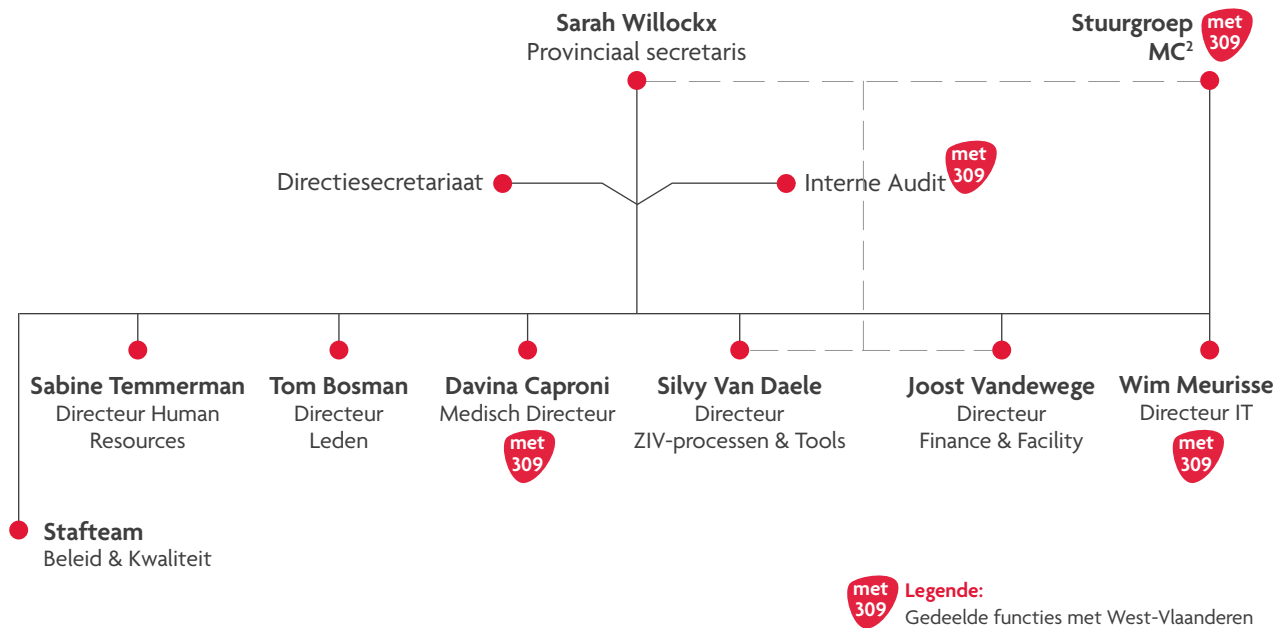 Sarah Willockx
Provinciaal secretaris
Stuurgroep
MC²
met
309
Directiesecretariaat
Interne Audit
met
309
Sabine Temmerman
Directeur Human
Resources
Tom Bosman
Directeur
Leden
Davina Caproni
Medisch Directeur
met
309
Silvy Van Daele
Directeur
ZIV-processen & Tools
Joost Vandewege
Directeur
Finance & Facility
Wim Meurisse
Directeur IT
met
309
Stafteam
Beleid & Kwaliteit
met
309
Legende:
Gedeelde functies met West-Vlaanderen